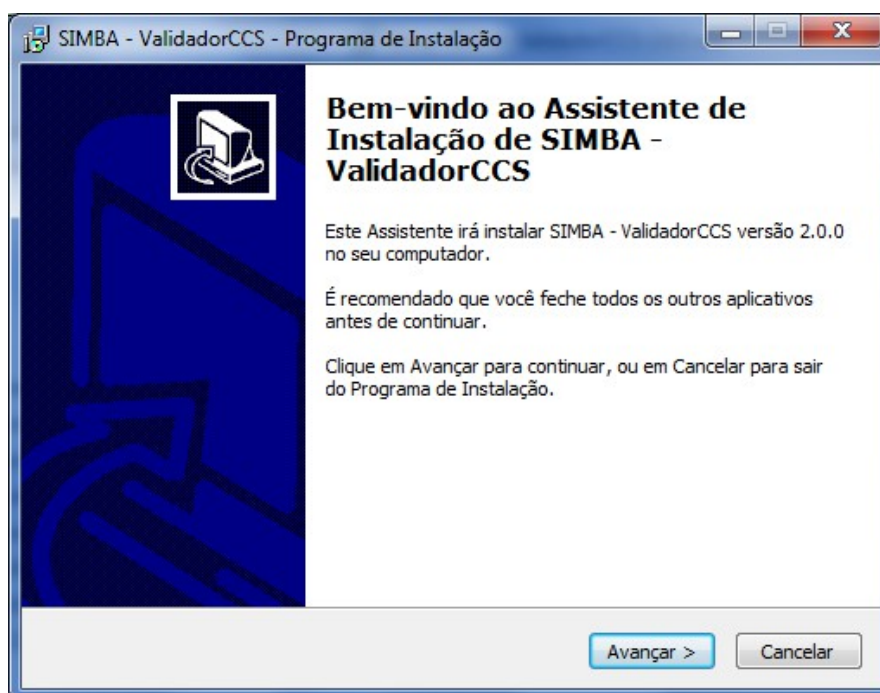 SIMBA - ValidadorCCS - Programa de Instalação
Bem-vindo ao Assistente de
Instalação de SIMBA -
ValidadorCCS
Este Assistente irá instalar SIMBA - ValidadorCCS versão 2.0.0
no seu computador.
É recomendado que você feche todos os outros aplicativos
antes de continuar.
Clique em Avançar para continuar, ou em Cancelar para sair
do Programa de Instalação.
Avançar >
Cancelar